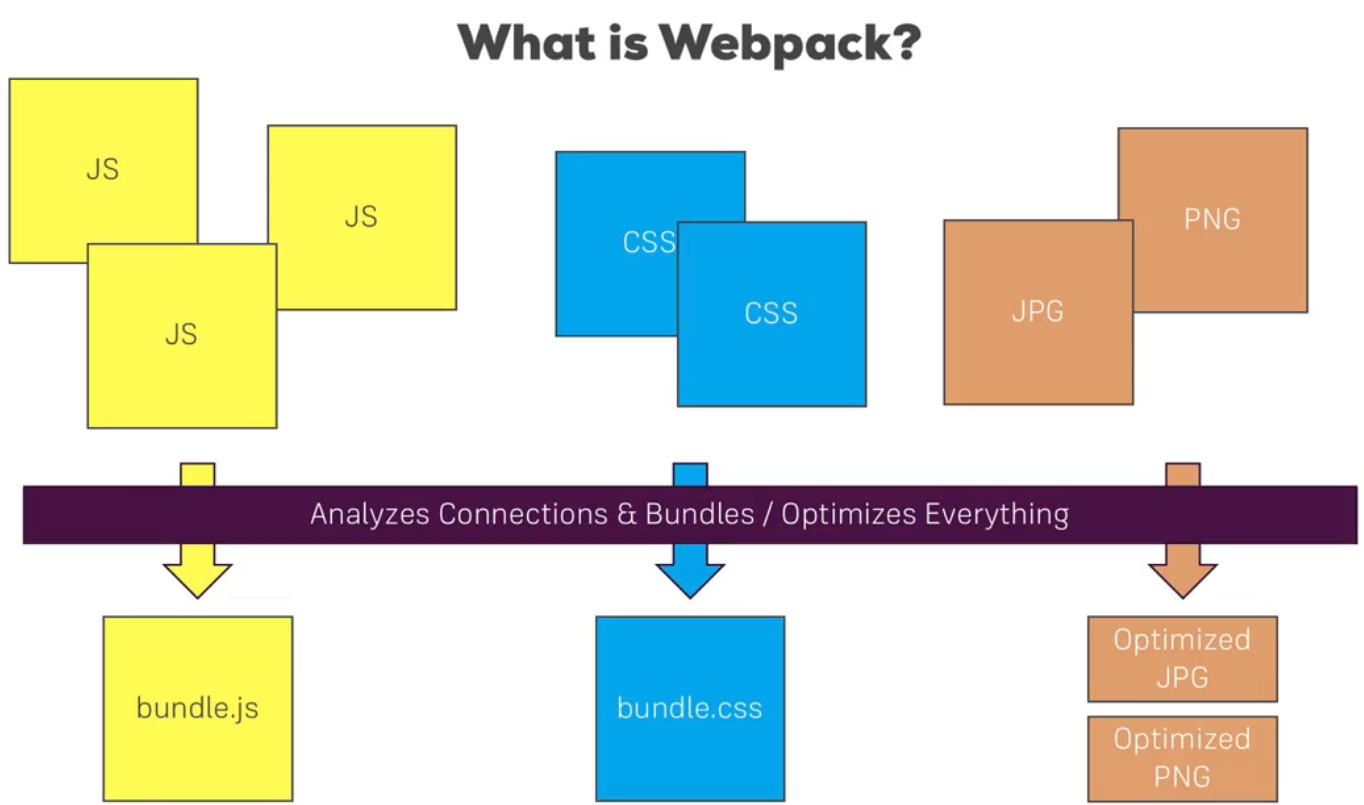 What is Webpack?
JS
JS
JS
CSS
CSS
PNG
JPG
Analyzes Connections & Bundles / Optimizes Everything
bundle.js
bundle.css
Optimized
JPG
Optimized
PNG